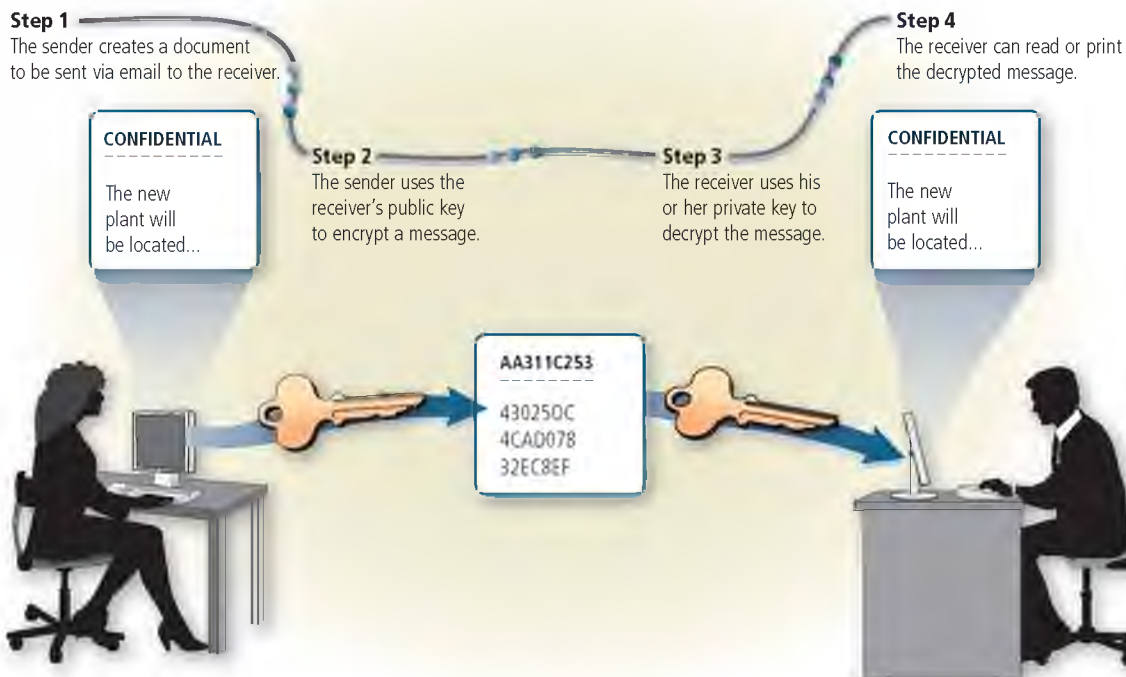 Step 1
The sender creates a document
to be sent via email to the receiver.
CONFIDENTIAL
The new
plant will
be located...
Step 2
The sender uses the
receiver's public key
to encrypt a message.
AA311C253
43025OC
4CAD078
32EC8EF
Step 3
The receiver uses his
or her private key to
decrypt the message.
Step 4
The receiver can read or print
the decrypted message.
CONFIDENTIAL
The new
plant will
be located...